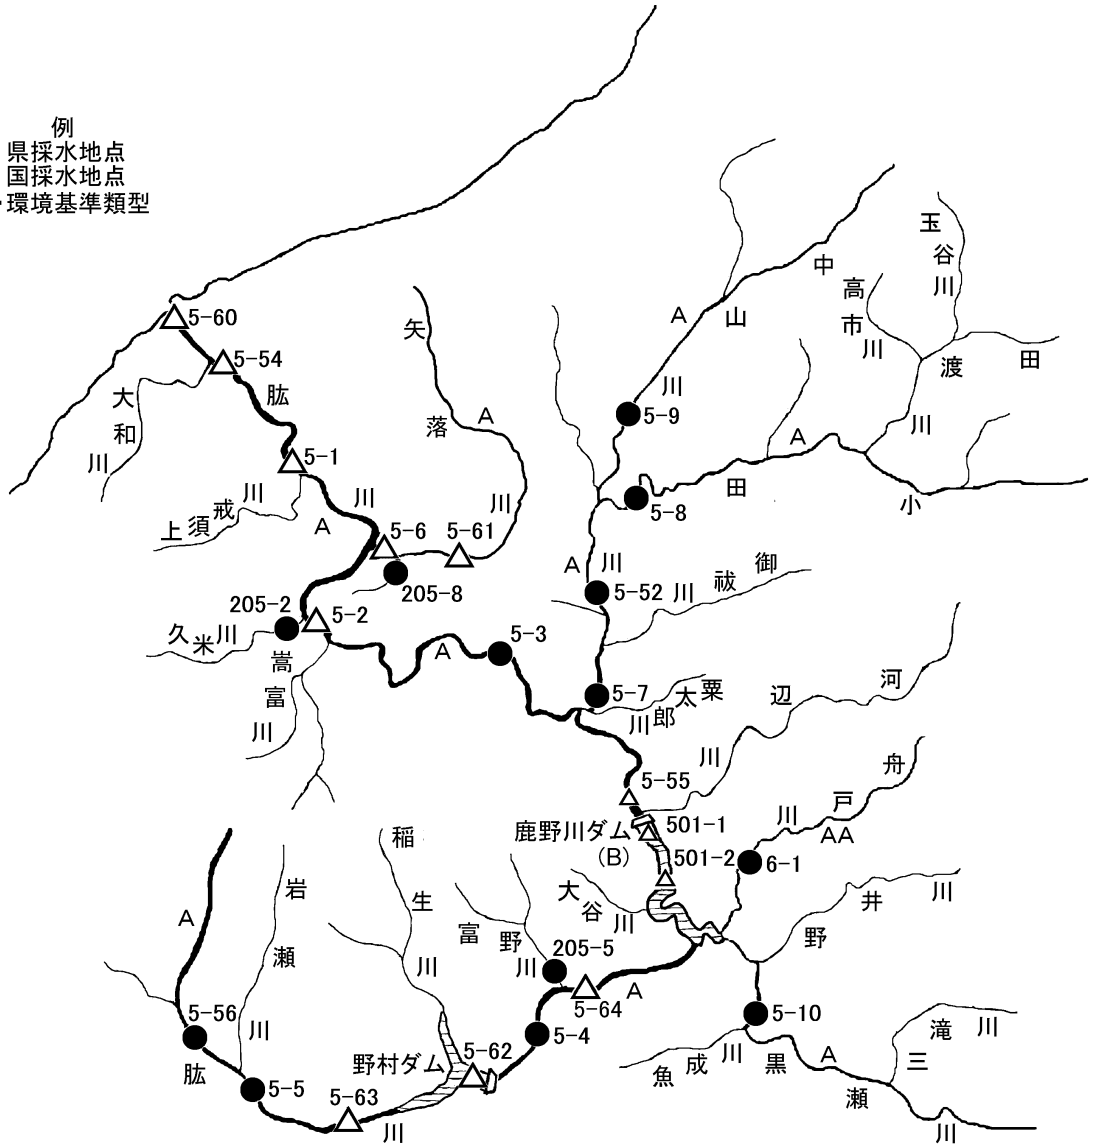 例
県採水地点
国採水地点
・環境基準類型
5-60
5-54
肱
川
A
大和川
5-1
上須戒川
矢落川
A
5-6
5-61
205-8
205-2
5-2
久米川
嵩富川
A
5-3
中山川
A
5-9
玉谷川
高市川
田渡川
小田川
A
5-8
A
5-52
御祓川
5-7
粟太郎川
河辺川
5-55
501-1
鹿野川ダム
(B)
501-2
舟戸川
AA
6-1
大谷川
野井川
富野川
205-5
5-64
A
5-4
5-10
魚成川
黒瀬川
A
三滝川
稲生川
岩瀬川
A
5-56
肱
川
5-5
5-63
野村ダム
5-62